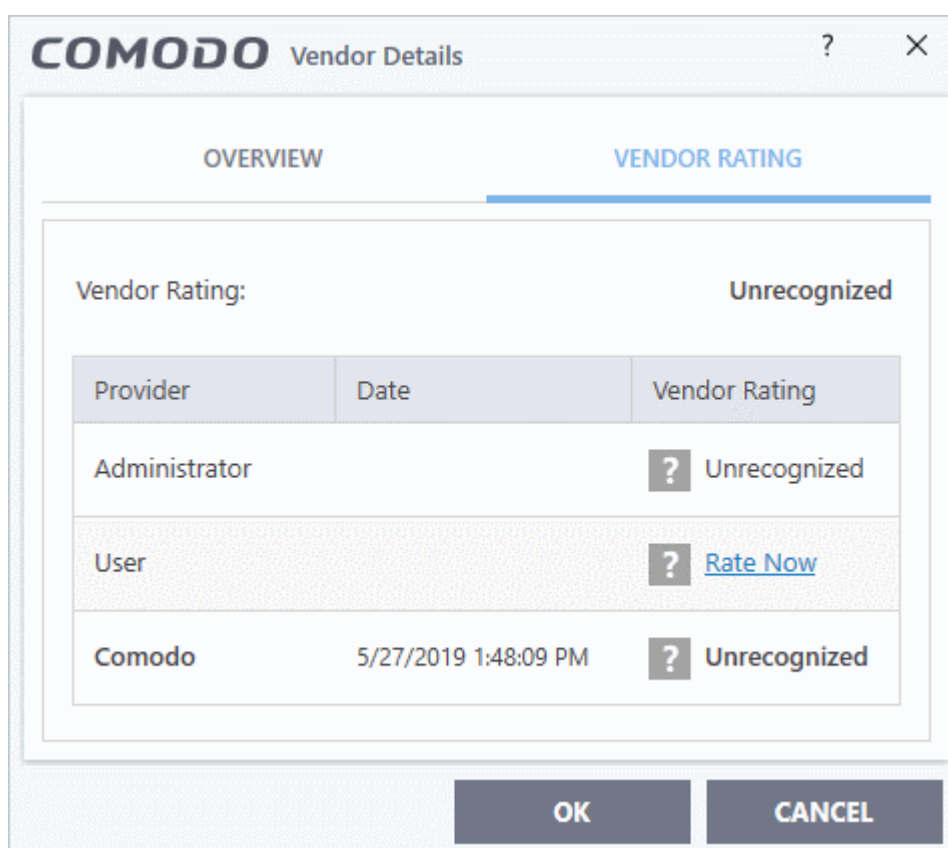 COMODO Vendor Details ? ×
OVERVIEW VENDOR RATING
Vendor Rating: Unrecognized
Provider Date Vendor Rating
Administrator ? Unrecognized
User ? Rate Now
Comodo 5/27/2019 1:48:09 PM ? Unrecognized
OK CANCEL